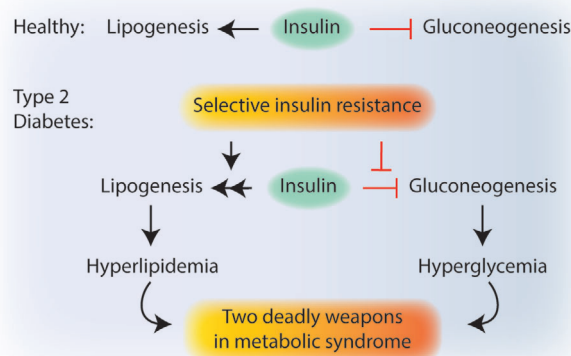 Healthy: Lipogenesis Insulin Gluconeogenesis
Type 2
Diabetes:
Selective insulin resistance
Lipogenesis Insulin Gluconeogenesis
Hyperlipidemia Hyperglycemia
Two deadly weapons
in metabolic syndrome